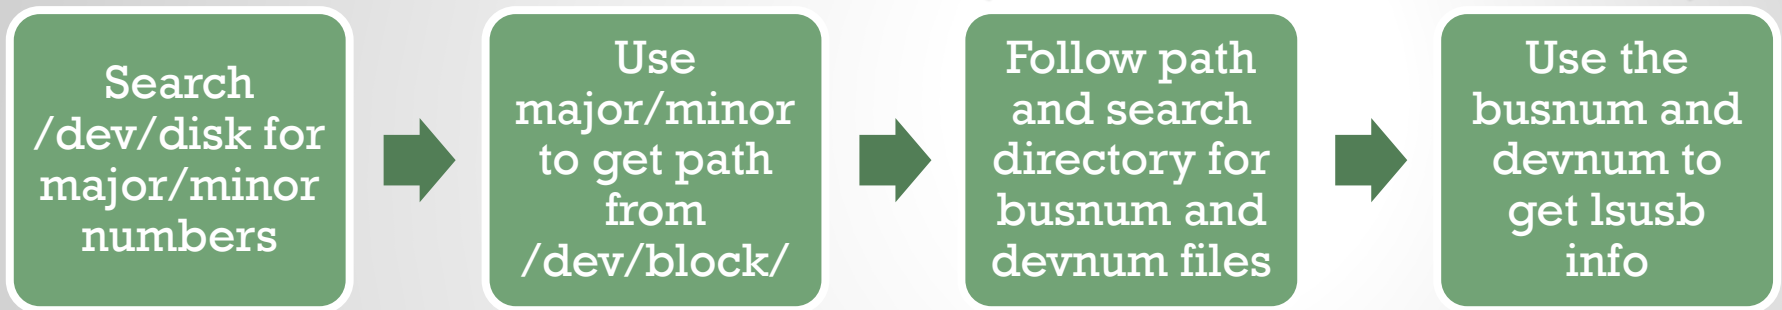 Search
/dev/disk for
major/minor
numbers
Use
major/minor
to get path
from
/dev/block/
Follow path
and search
directory for
busnum and
devnum files
Use the
busnum and
devnum to
get lsusb
info